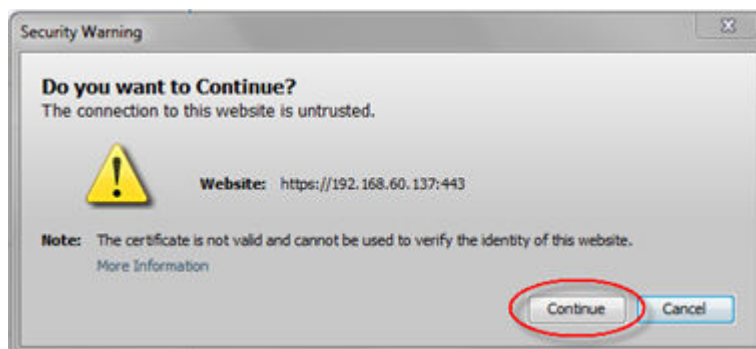 Security Warning
Do you want to Continue?
The connection to this website is untrusted.
Website: https://192.168.60.137:443
Note: The certificate is not valid and cannot be used to verify the identity of this website.
More Information
Continue Cancel